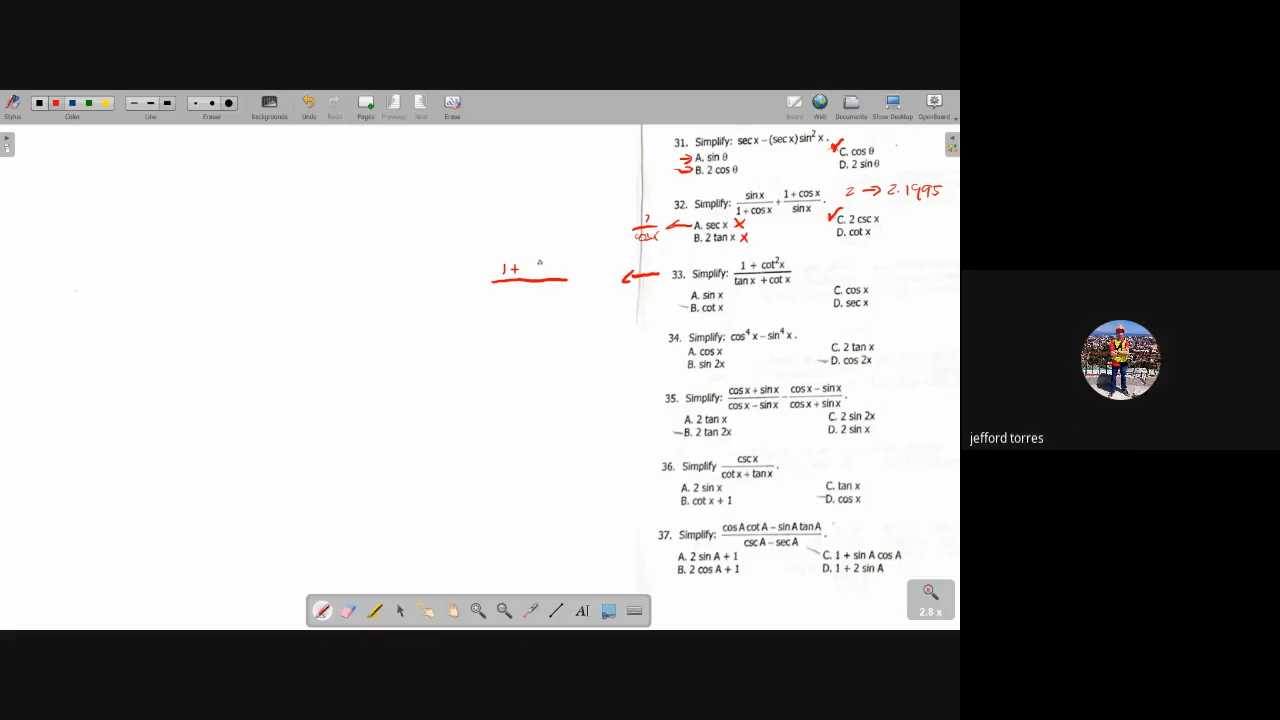 Stylus Color Line Eraser Backgrounds Undo Redo Pages Previous Next Erase Board Web Documents Show Desktop OpenBoard
31. Simplify: sec x – (sec x) sin² x .
A. sin θ
C. cos θ
B. 2 cos θ
D. 2 sin θ
2 → 2.1995
32. Simplify: sin x / 1 + cos x + 1 + cos x / sin x .
A. sec x ×
C. 2 csc x
B. 2 tan x ×
D. cot x
cos x
1 +
33. Simplify: 1 + cot²x / tan x + cot x
A. sin x
C. cos x
B. cot x
D. sec x
34. Simplify: cos⁴ x – sin⁴ x .
A. cos x
C. 2 tan x
B. sin 2x
D. cos 2x
35. Simplify: cos x + sin x / cos x – sin x – cos x – sin x / cos x + sin x .
A. 2 tan x
C. 2 sin 2x
B. 2 tan 2x
D. 2 sin x
36. Simplify csc x / cot x + tan x .
A. 2 sin x
C. tan x
B. cot x + 1
D. cos x
37. Simplify: cos A cot A – sin A tan A / csc A – sec A .
A. 2 sin A + 1
C. 1 + sin A cos A
B. 2 cos A + 1
D. 1 + 2 sin A
2.8 x
jefford torres